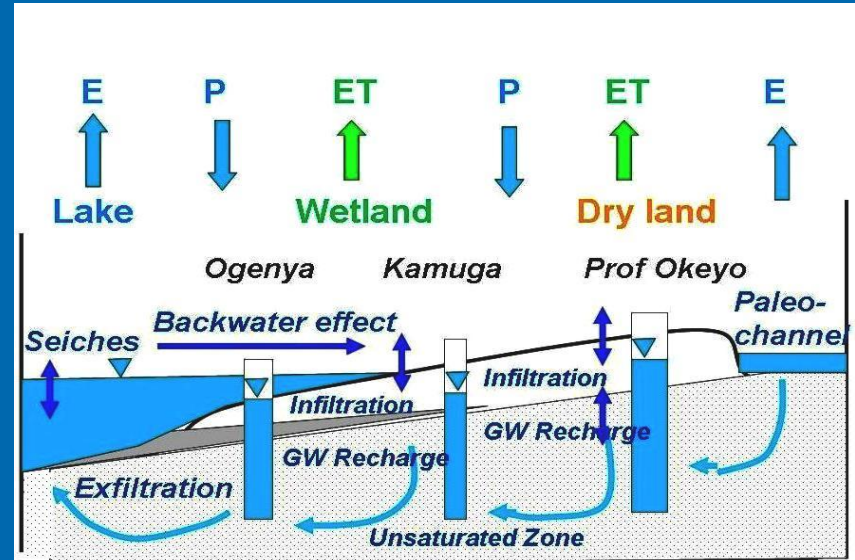 E P ET P ET E
Lake Wetland Dry land
Ogenya Kamuga Prof Okeyo
Paleo-
channel
Backwater effect
Seiches
Infiltration
Infiltration
GW Recharge
GW Recharge
Exfiltration
Unsaturated Zone